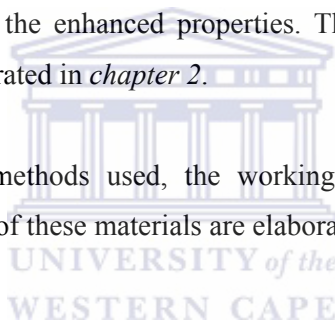 the enhanced properties. Th
rated in chapter 2.
methods used, the working
of these materials are elabora
UNIVERSITY of the
WESTERN CAPE